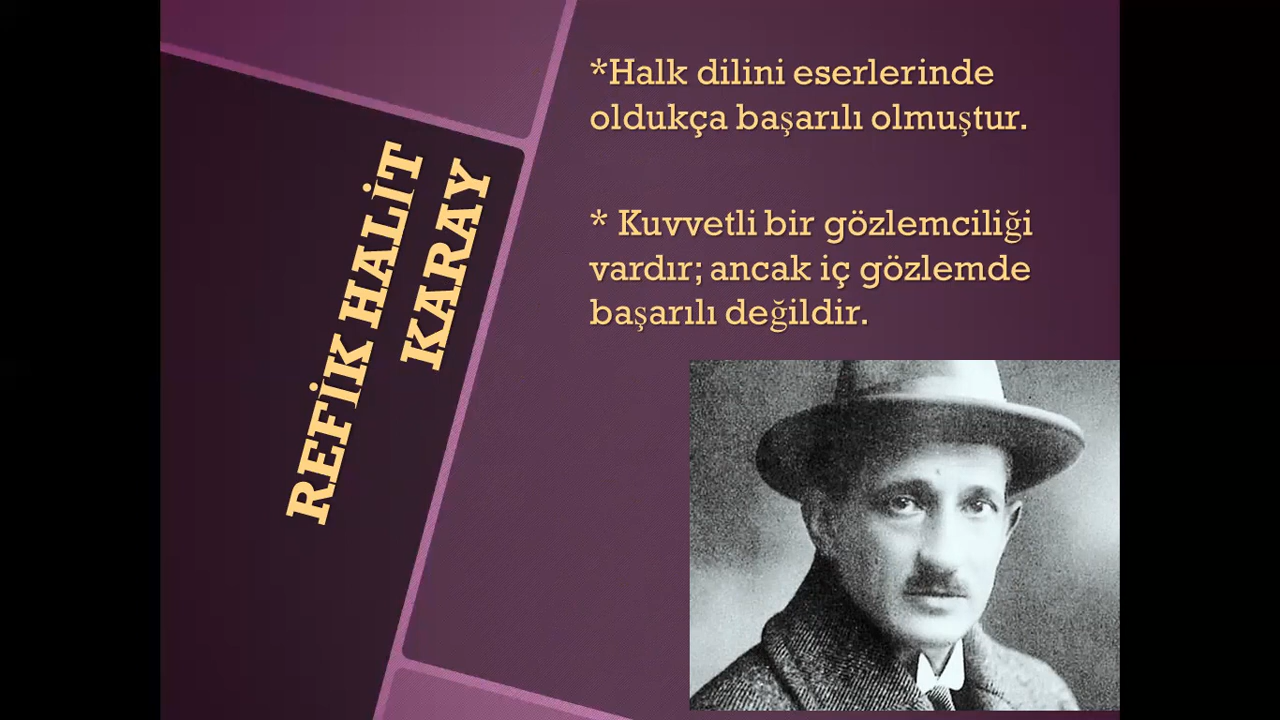 REFİK HALİT
KARAY
*Halk dilini eserlerinde
oldukça başarılı olmuştur.
* Kuvvetli bir gözlemciliği
vardır; ancak iç gözlemde
başarılı değildir.